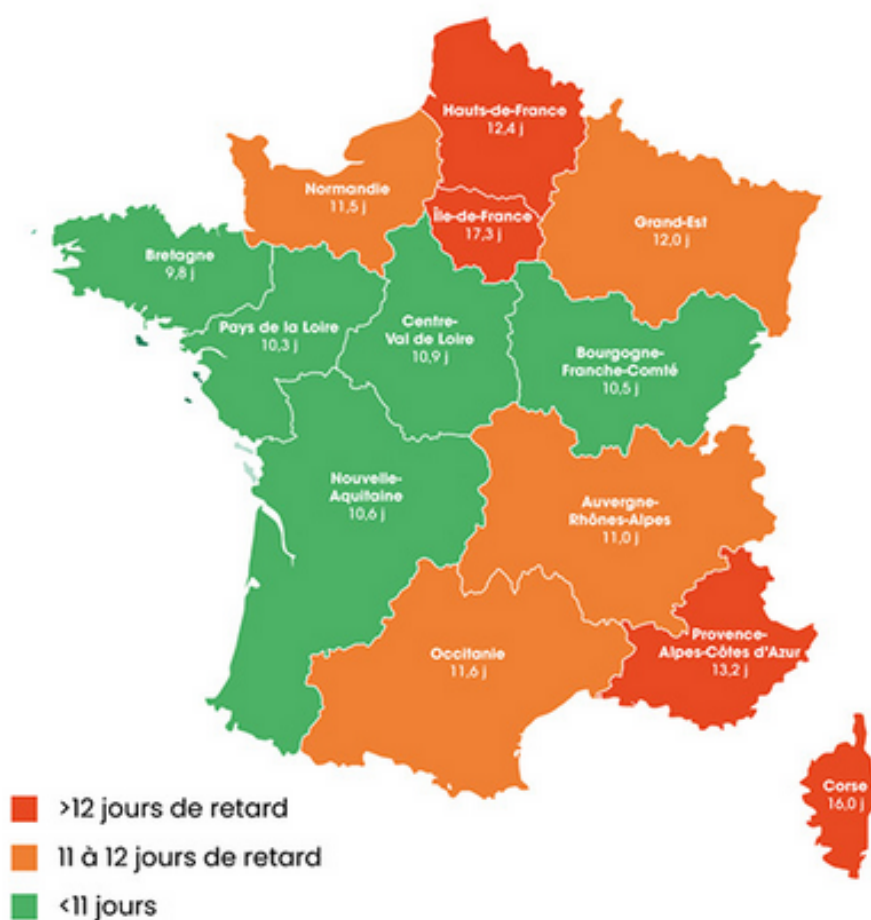 Hauts-de-France
12,4 j
Normandie
11,5 j
Île-de-France
17,3 j
Grand-Est
12,0 j
Bretagne
9,8 j
Pays de la Loire
10,3 j
Centre-
Val de Loire
10,9 j
Bourgogne-
Franche-Comté
10,5 j
Nouvelle-
Aquitaine
10,6 j
Auvergne-
Rhônes-Alpes
11,0 j
Occitanie
11,6 j
Provence-
Alpes-Côtes d'Azur
13,2 j
Corse
16,0 j
>12 jours de retard
11 à 12 jours de retard
<11 jours